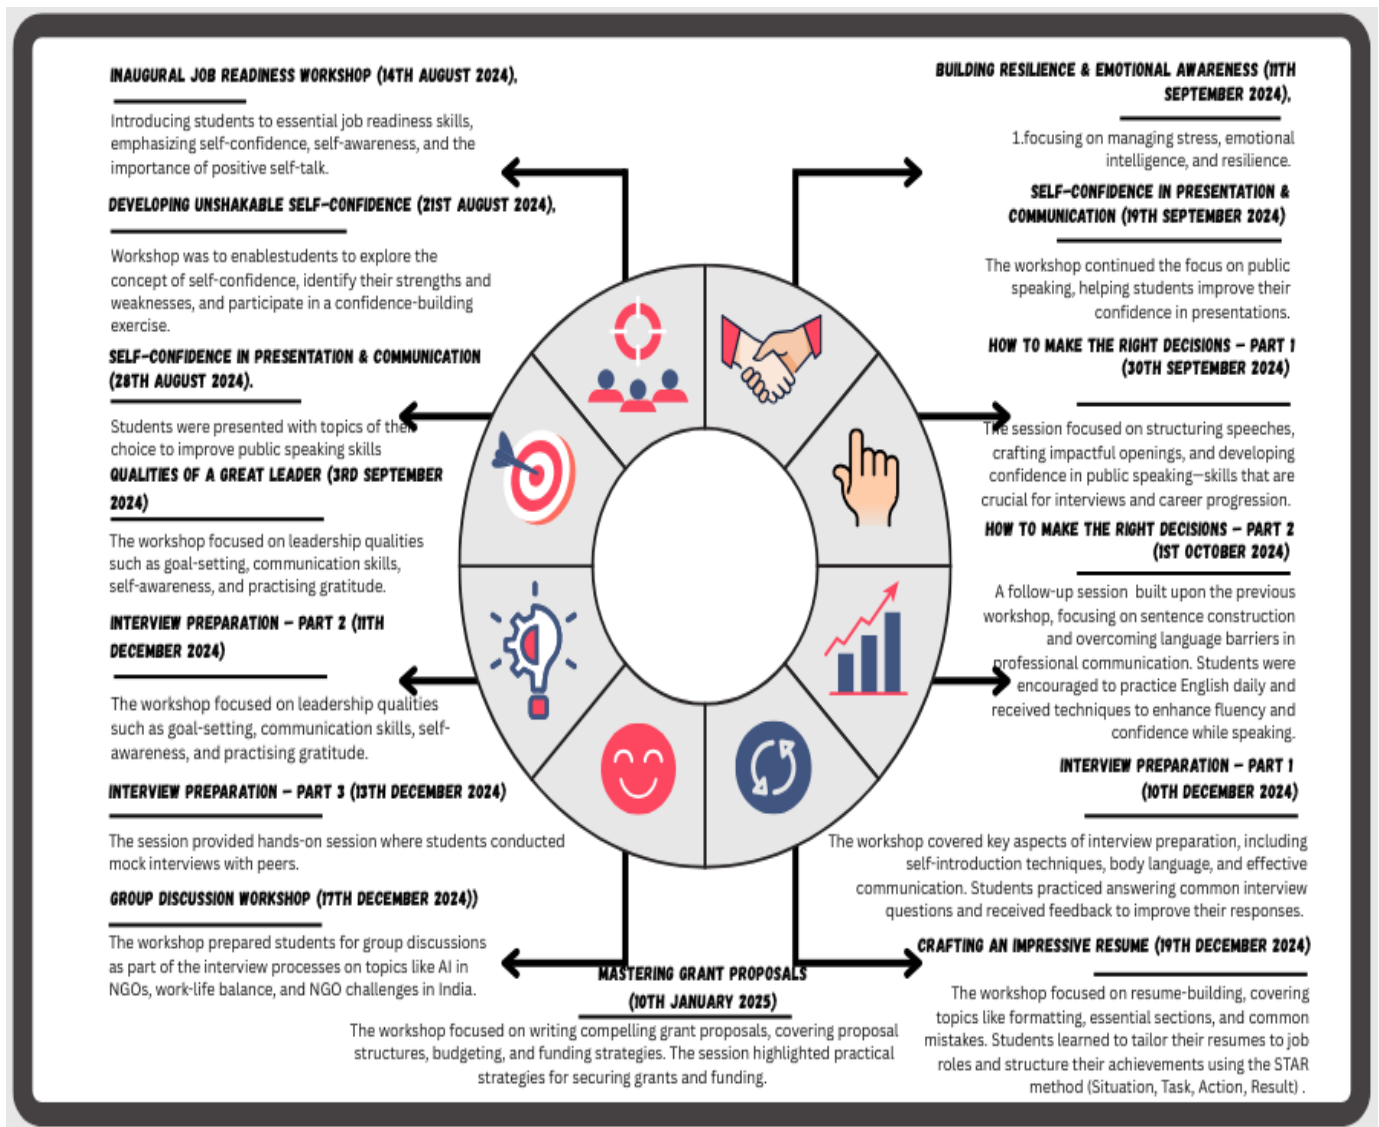 INAUGURAL JOB READINESS WORKSHOP (14TH AUGUST 2024),
Introducing students to essential job readiness skills,
emphasizing self-confidence, self-awareness, and the
importance of positive self-talk.
DEVELOPING UNSHAKABLE SELF-CONFIDENCE (21ST AUGUST 2024),
Workshop was to enablestudents to explore the
concept of self-confidence, identify their strengths and
weaknesses, and participate in a confidence-building
exercise.
SELF-CONFIDENCE IN PRESENTATION & COMMUNICATION
(28TH AUGUST 2024).
Students were presented with topics of their
choice to improve public speaking skills
QUALITIES OF A GREAT LEADER (3RD SEPTEMBER
2024)
The workshop focused on leadership qualities
such as goal-setting, communication skills,
self-awareness, and practising gratitude.
INTERVIEW PREPARATION – PART 2 (11TH
DECEMBER 2024)
The workshop focused on leadership qualities
such as goal-setting, communication skills, self-
awareness, and practising gratitude.
INTERVIEW PREPARATION – PART 3 (13TH DECEMBER 2024)
The session provided hands-on session where students conducted
mock interviews with peers.
GROUP DISCUSSION WORKSHOP (17TH DECEMBER 2024))
The workshop prepared students for group discussions
as part of the interview processes on topics like AI in
NGOs, work-life balance, and NGO challenges in India.
MASTERING GRANT PROPOSALS
(10TH JANUARY 2025)
The workshop focused on writing compelling grant proposals, covering proposal
structures, budgeting, and funding strategies. The session highlighted practical
strategies for securing grants and funding.
BUILDING RESILIENCE & EMOTIONAL AWARENESS (11TH
SEPTEMBER 2024),
1.focusing on managing stress, emotional
intelligence, and resilience.
SELF-CONFIDENCE IN PRESENTATION &
COMMUNICATION (19TH SEPTEMBER 2024)
The workshop continued the focus on public
speaking, helping students improve their
confidence in presentations.
HOW TO MAKE THE RIGHT DECISIONS – PART 1
(30TH SEPTEMBER 2024)
The session focused on structuring speeches,
crafting impactful openings, and developing
confidence in public speaking—skills that are
crucial for interviews and career progression.
HOW TO MAKE THE RIGHT DECISIONS – PART 2
(1ST OCTOBER 2024)
A follow-up session built upon the previous
workshop, focusing on sentence construction
and overcoming language barriers in
professional communication. Students were
encouraged to practice English daily and
received techniques to enhance fluency and
confidence while speaking.
INTERVIEW PREPARATION – PART 1
(10TH DECEMBER 2024)
The workshop covered key aspects of interview preparation, including
self-introduction techniques, body language, and effective
communication. Students practiced answering common interview
questions and received feedback to improve their responses.
CRAFTING AN IMPRESSIVE RESUME (19TH DECEMBER 2024)
The workshop focused on resume-building, covering
topics like formatting, essential sections, and common
mistakes. Students learned to tailor their resumes to job
roles and structure their achievements using the STAR
method (Situation, Task, Action, Result) .